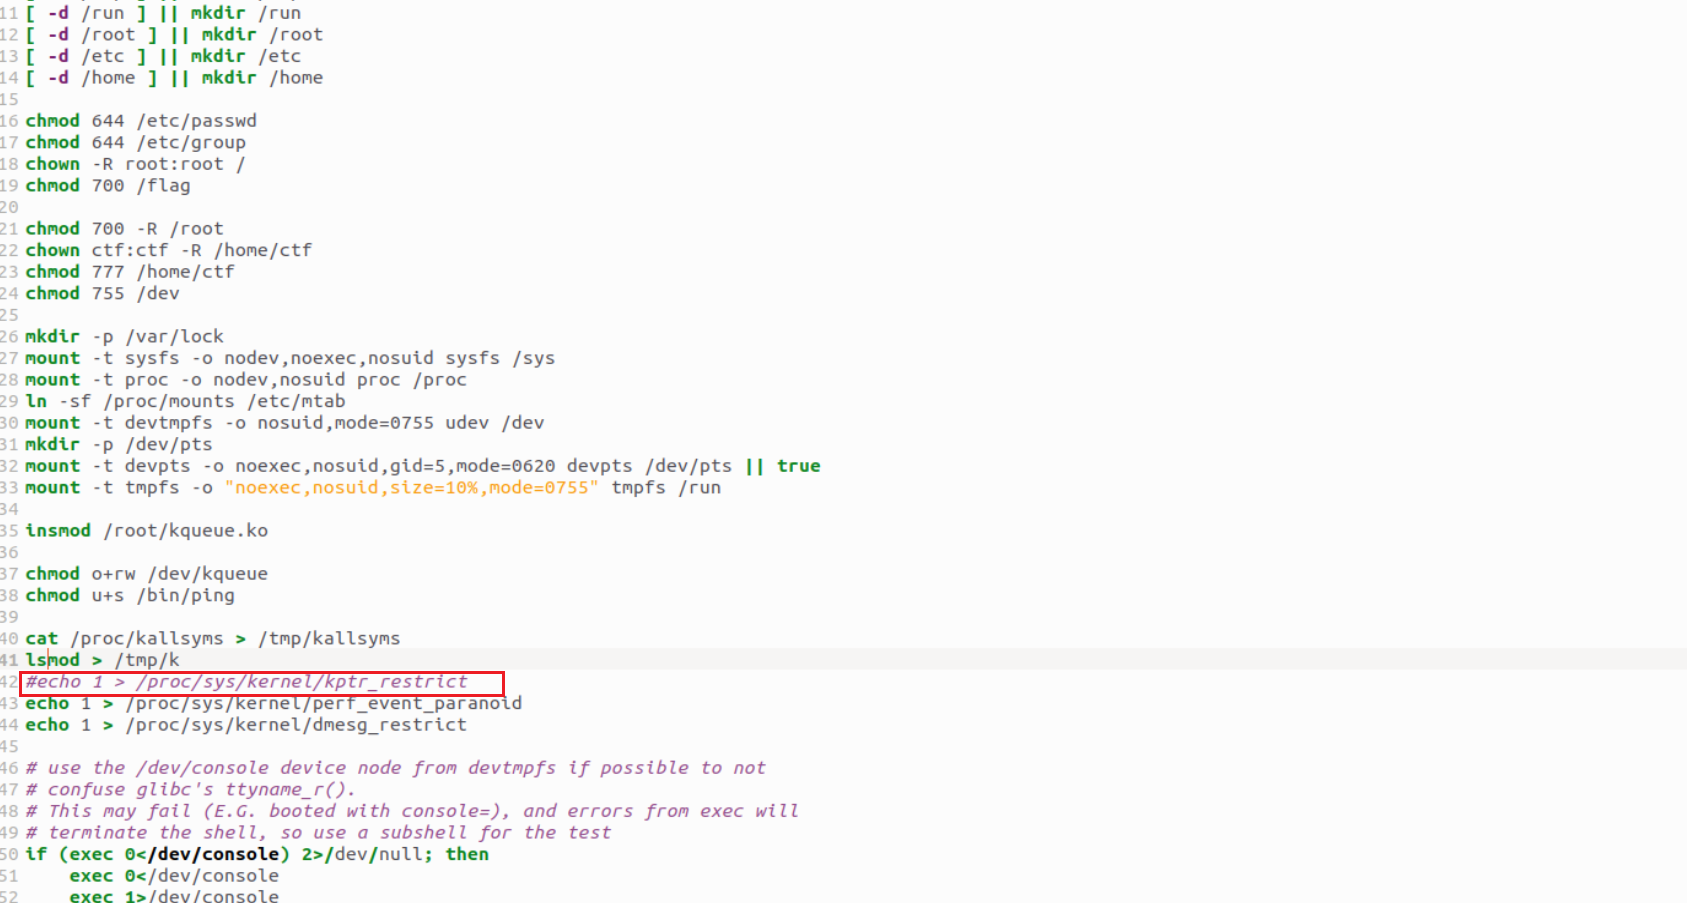 11 [ -d /run ] || mkdir /run
12 [ -d /root ] || mkdir /root
13 [ -d /etc ] || mkdir /etc
14 [ -d /home ] || mkdir /home
15
16 chmod 644 /etc/passwd
17 chmod 644 /etc/group
18 chown -R root:root /
19 chmod 700 /flag
20
21 chmod 700 -R /root
22 chown ctf:ctf -R /home/ctf
23 chmod 777 /home/ctf
24 chmod 755 /dev
25
26 mkdir -p /var/lock
27 mount -t sysfs -o nodev,noexec,nosuid sysfs /sys
28 mount -t proc -o nodev,nosuid proc /proc
29 ln -sf /proc/mounts /etc/mtab
30 mount -t devtmpfs -o nosuid,mode=0755 udev /dev
31 mkdir -p /dev/pts
32 mount -t devpts -o noexec,nosuid,gid=5,mode=0620 devpts /dev/pts || true
33 mount -t tmpfs -o "noexec,nosuid,size=10%,mode=0755" tmpfs /run
34
35 insmod /root/kqueue.ko
36
37 chmod o+rw /dev/kqueue
38 chmod u+s /bin/ping
39
40 cat /proc/kallsyms > /tmp/kallsyms
41 lsmod > /tmp/k
42 #echo 1 > /proc/sys/kernel/kptr_restrict
43 echo 1 > /proc/sys/kernel/perf_event_paranoid
44 echo 1 > /proc/sys/kernel/dmesg_restrict
45
46 # use the /dev/console device node from devtmpfs if possible to not
47 # confuse glibc's ttyname_r().
48 # This may fail (E.G. booted with console=), and errors from exec will
49 # terminate the shell, so use a subshell for the test
50 if (exec 0</dev/console) 2>/dev/null; then
51     exec 0</dev/console
52     exec 1>/dev/console